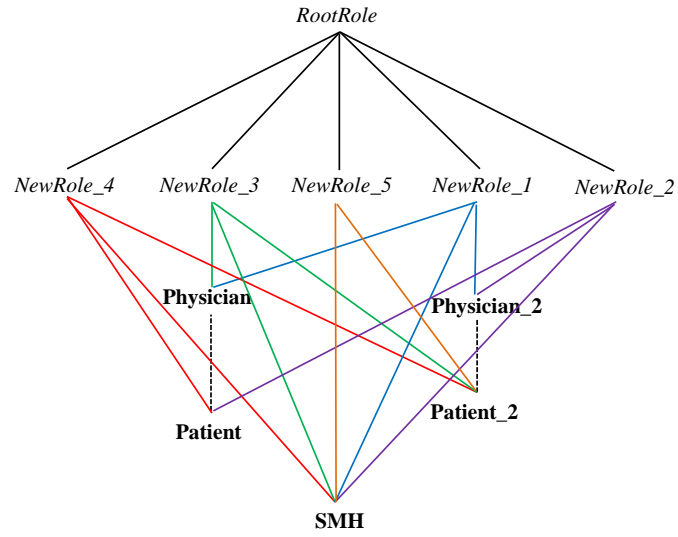 RootRole
NewRole_4 NewRole_3 NewRole_5 NewRole_1 NewRole_2
Physician Physician_2
Patient Patient_2
SMH